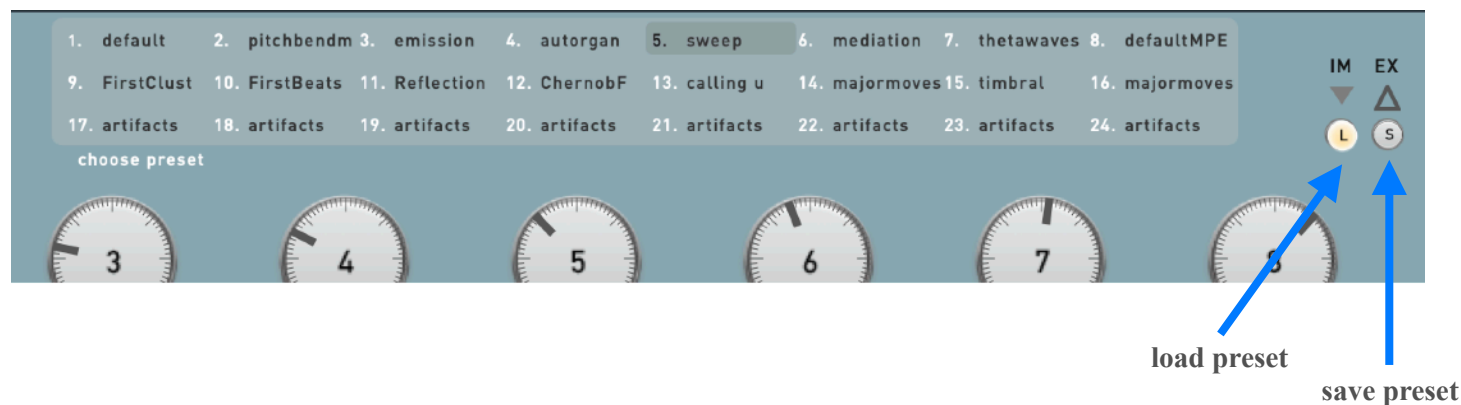 1. default 2. pitchbendm 3. emission 4. autorgan 5. sweep 6. mediation 7. thetawaves 8. defaultMPE
9. FirstClust 10. FirstBeats 11. Reflection 12. ChernobF 13. calling u 14. majormoves 15. timbral 16. majormoves
17. artifacts 18. artifacts 19. artifacts 20. artifacts 21. artifacts 22. artifacts 23. artifacts 24. artifacts
IM EX
L S
choose preset
3 4 5 6 7 8
load preset
save preset